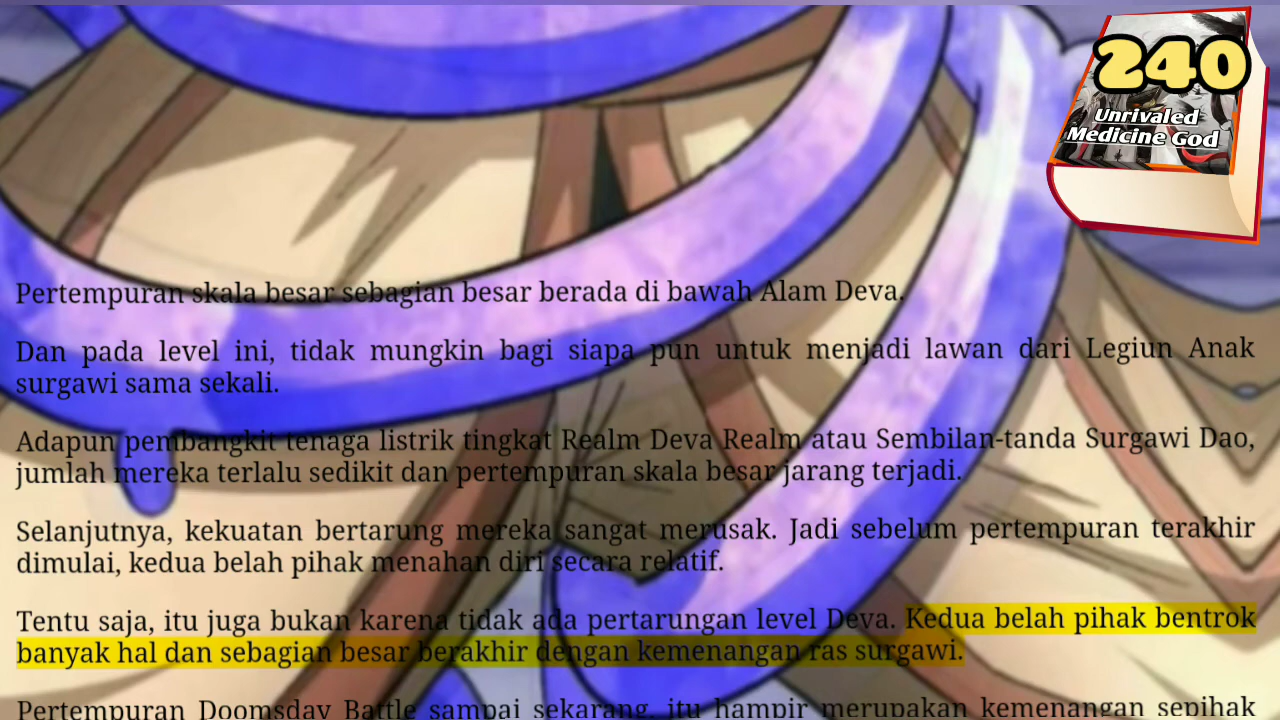 240
Unrivaled
Medicine God
Pertempuran skala besar sebagian besar berada di bawah Alam Deva.
Dan pada level ini, tidak mungkin bagi siapa pun untuk menjadi lawan dari Legiun Anak
surgawi sama sekali.
Adapun pembangkit tenaga listrik tingkat Realm Deva Realm atau Sembilan-tanda Surgawi Dao,
jumlah mereka terlalu sedikit dan pertempuran skala besar jarang terjadi.
Selanjutnya, kekuatan bertarung mereka sangat merusak. Jadi sebelum pertempuran terakhir
dimulai, kedua belah pihak menahan diri secara relatif.
Tentu saja, itu juga bukan karena tidak ada pertarungan level Deva. Kedua belah pihak bentrok
banyak hal dan sebagian besar berakhir dengan kemenangan ras surgawi.
Pertempuran Doomsday Battle sampai sekarang, itu hampir merupakan kemenangan sepihak